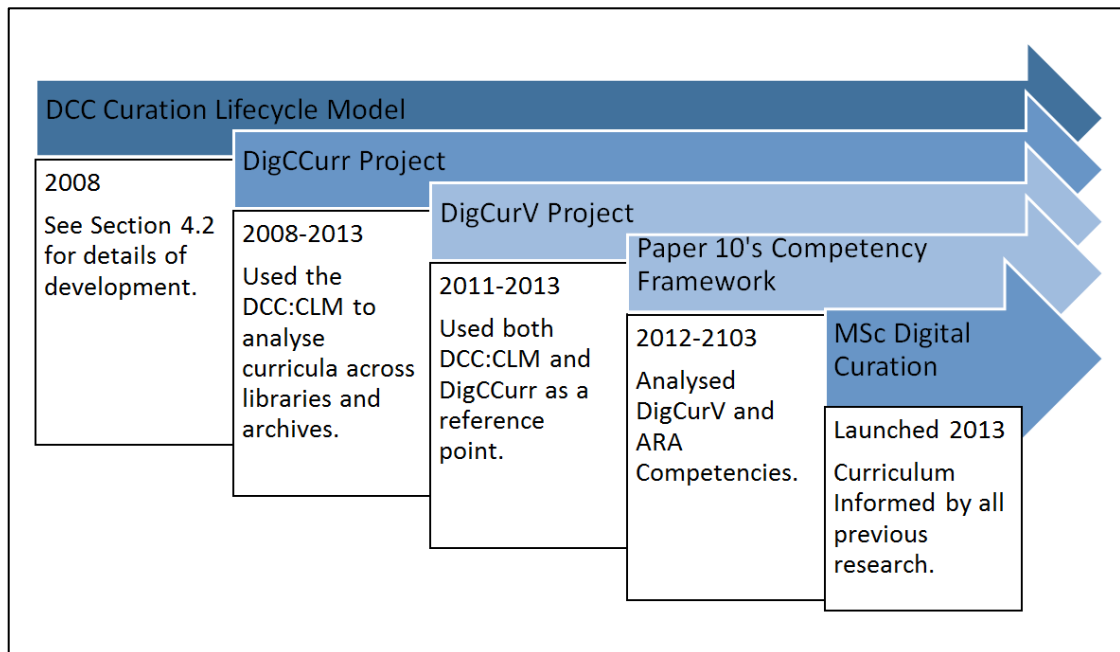 DCC Curation Lifecycle Model
2008
See Section 4.2
for details of
development.
DigCCurr Project
2008-2013
Used the
DCC:CLM to
analyse
curricula across
libraries and
archives.
DigCurV Project
2011-2013
Used both
DCC:CLM and
DigCCurr as a
reference
point.
Paper 10's Competency
Framework
2012-2103
Analysed
DigCurV and
ARA
Competencies.
MSc Digital
Curation
Launched 2013
Curriculum
Informed by all
previous
research.